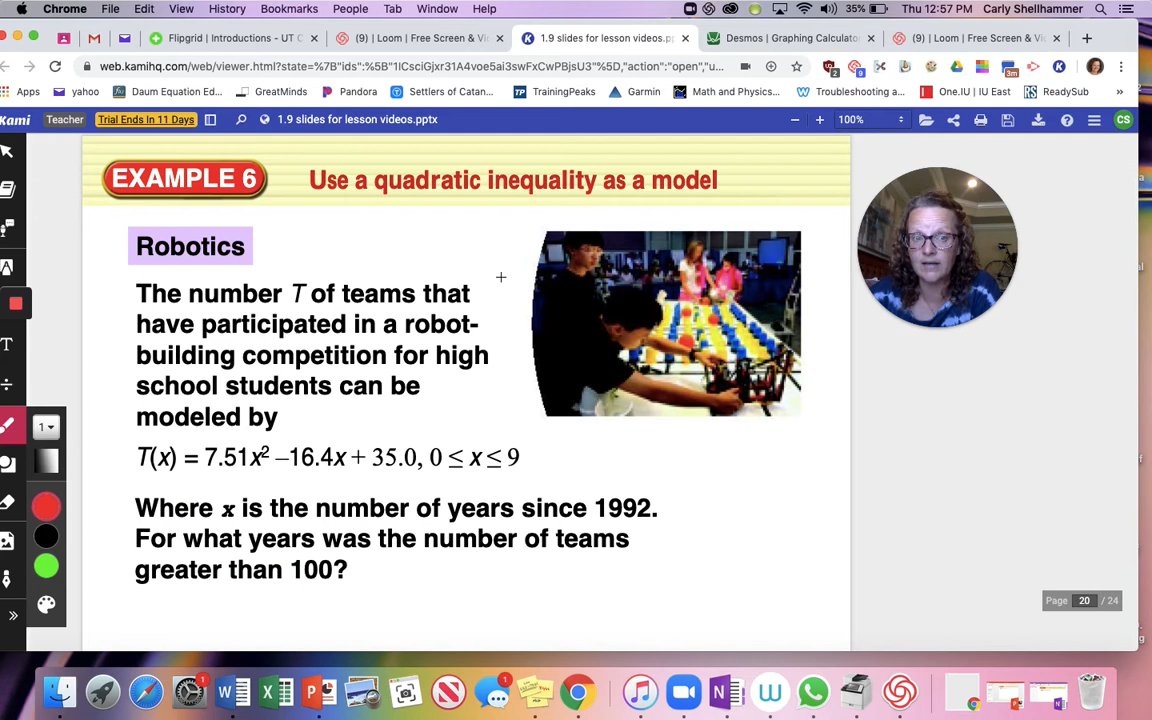 Chrome File Edit View History Bookmarks People Tab Window Help 35% Thu 12:57 PM Carly Shellhammer
Flipgrid | Introductions - UT C
(9) | Loom | Free Screen & Vi
1.9 slides for lesson videos.pp
Desmos | Graphing Calculator
(9) | Loom | Free Screen & Vi
web.kamihq.com/web/viewer.html?state=%7B"ids"%3A%5B"1ICsciGjxr31A4voe5ai3swFxCwPBjsU3"%5D,"action":"open","u...
Apps yahoo Daum Equation Ed... GreatMinds Pandora Settlers of Catan... TrainingPeaks Garmin Math and Physics... Troubleshooting a... One.IU | IU East ReadySub
Kami Teacher Trial Ends In 11 Days 1.9 slides for lesson videos.pptx 100% CS
EXAMPLE 6 Use a quadratic inequality as a model
Robotics
The number T of teams that
have participated in a robot-
building competition for high
school students can be
modeled by
T(x) = 7.51x² –16.4x + 35.0, 0 ≤ x ≤ 9
Where x is the number of years since 1992.
For what years was the number of teams
greater than 100?
Page 20 / 24